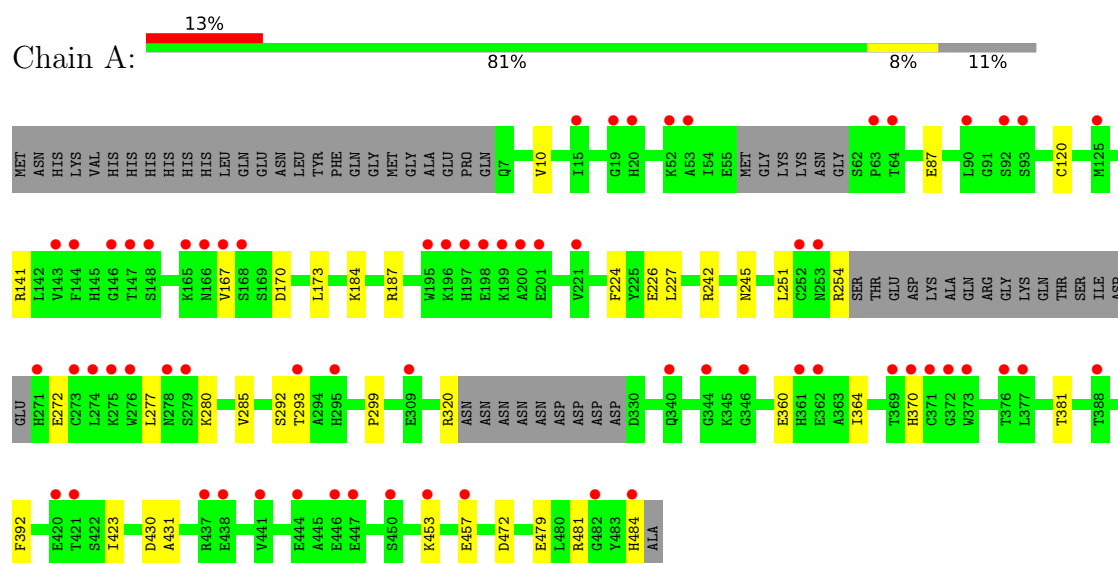 13%
Chain A:
81% 8% 11%
MET ASN HIS LYS VAL HIS HIS HIS HIS HIS HIS LEU GLN GLU ASN LEU TYR PHE GLN GLY MET GLY ALA GLU PRO GLN Q7 V10 I15 G19 H20 K52 A53 I54 E55 MET GLY LYS LYS ASN GLY S62 P63 T64 E87 L90 G91 S92 S93 C120 M125
R141 L142 V143 F144 H145 G146 T147 S148 K165 N166 V167 S168 S169 D170 L173 K184 R187 W195 K196 H197 E198 K199 A200 E201 V221 F224 Y225 E226 L227 R242 N245 L251 C252 N253 R254 SER THR GLU ASP LYS ALA GLN ARG GLY LYS GLN THR SER ILE ASP
GLU H271 E272 C273 L274 K275 W276 L277 N278 S279 K280 V285 S292 T293 A294 H295 P299 E309 R320 ASN ASN ASN ASN ASN ASP ASP ASP ASP D330 Q340 G344 K345 G346 E360 H361 E362 A363 I364 T369 H370 C371 G372 W373 T376 L377 T381 T388
F392 E420 T421 S422 I423 D430 A431 R437 E438 V441 E444 A445 E446 E447 S450 K453 E457 D472 E479 L480 R481 G482 Y483 H484 ALA